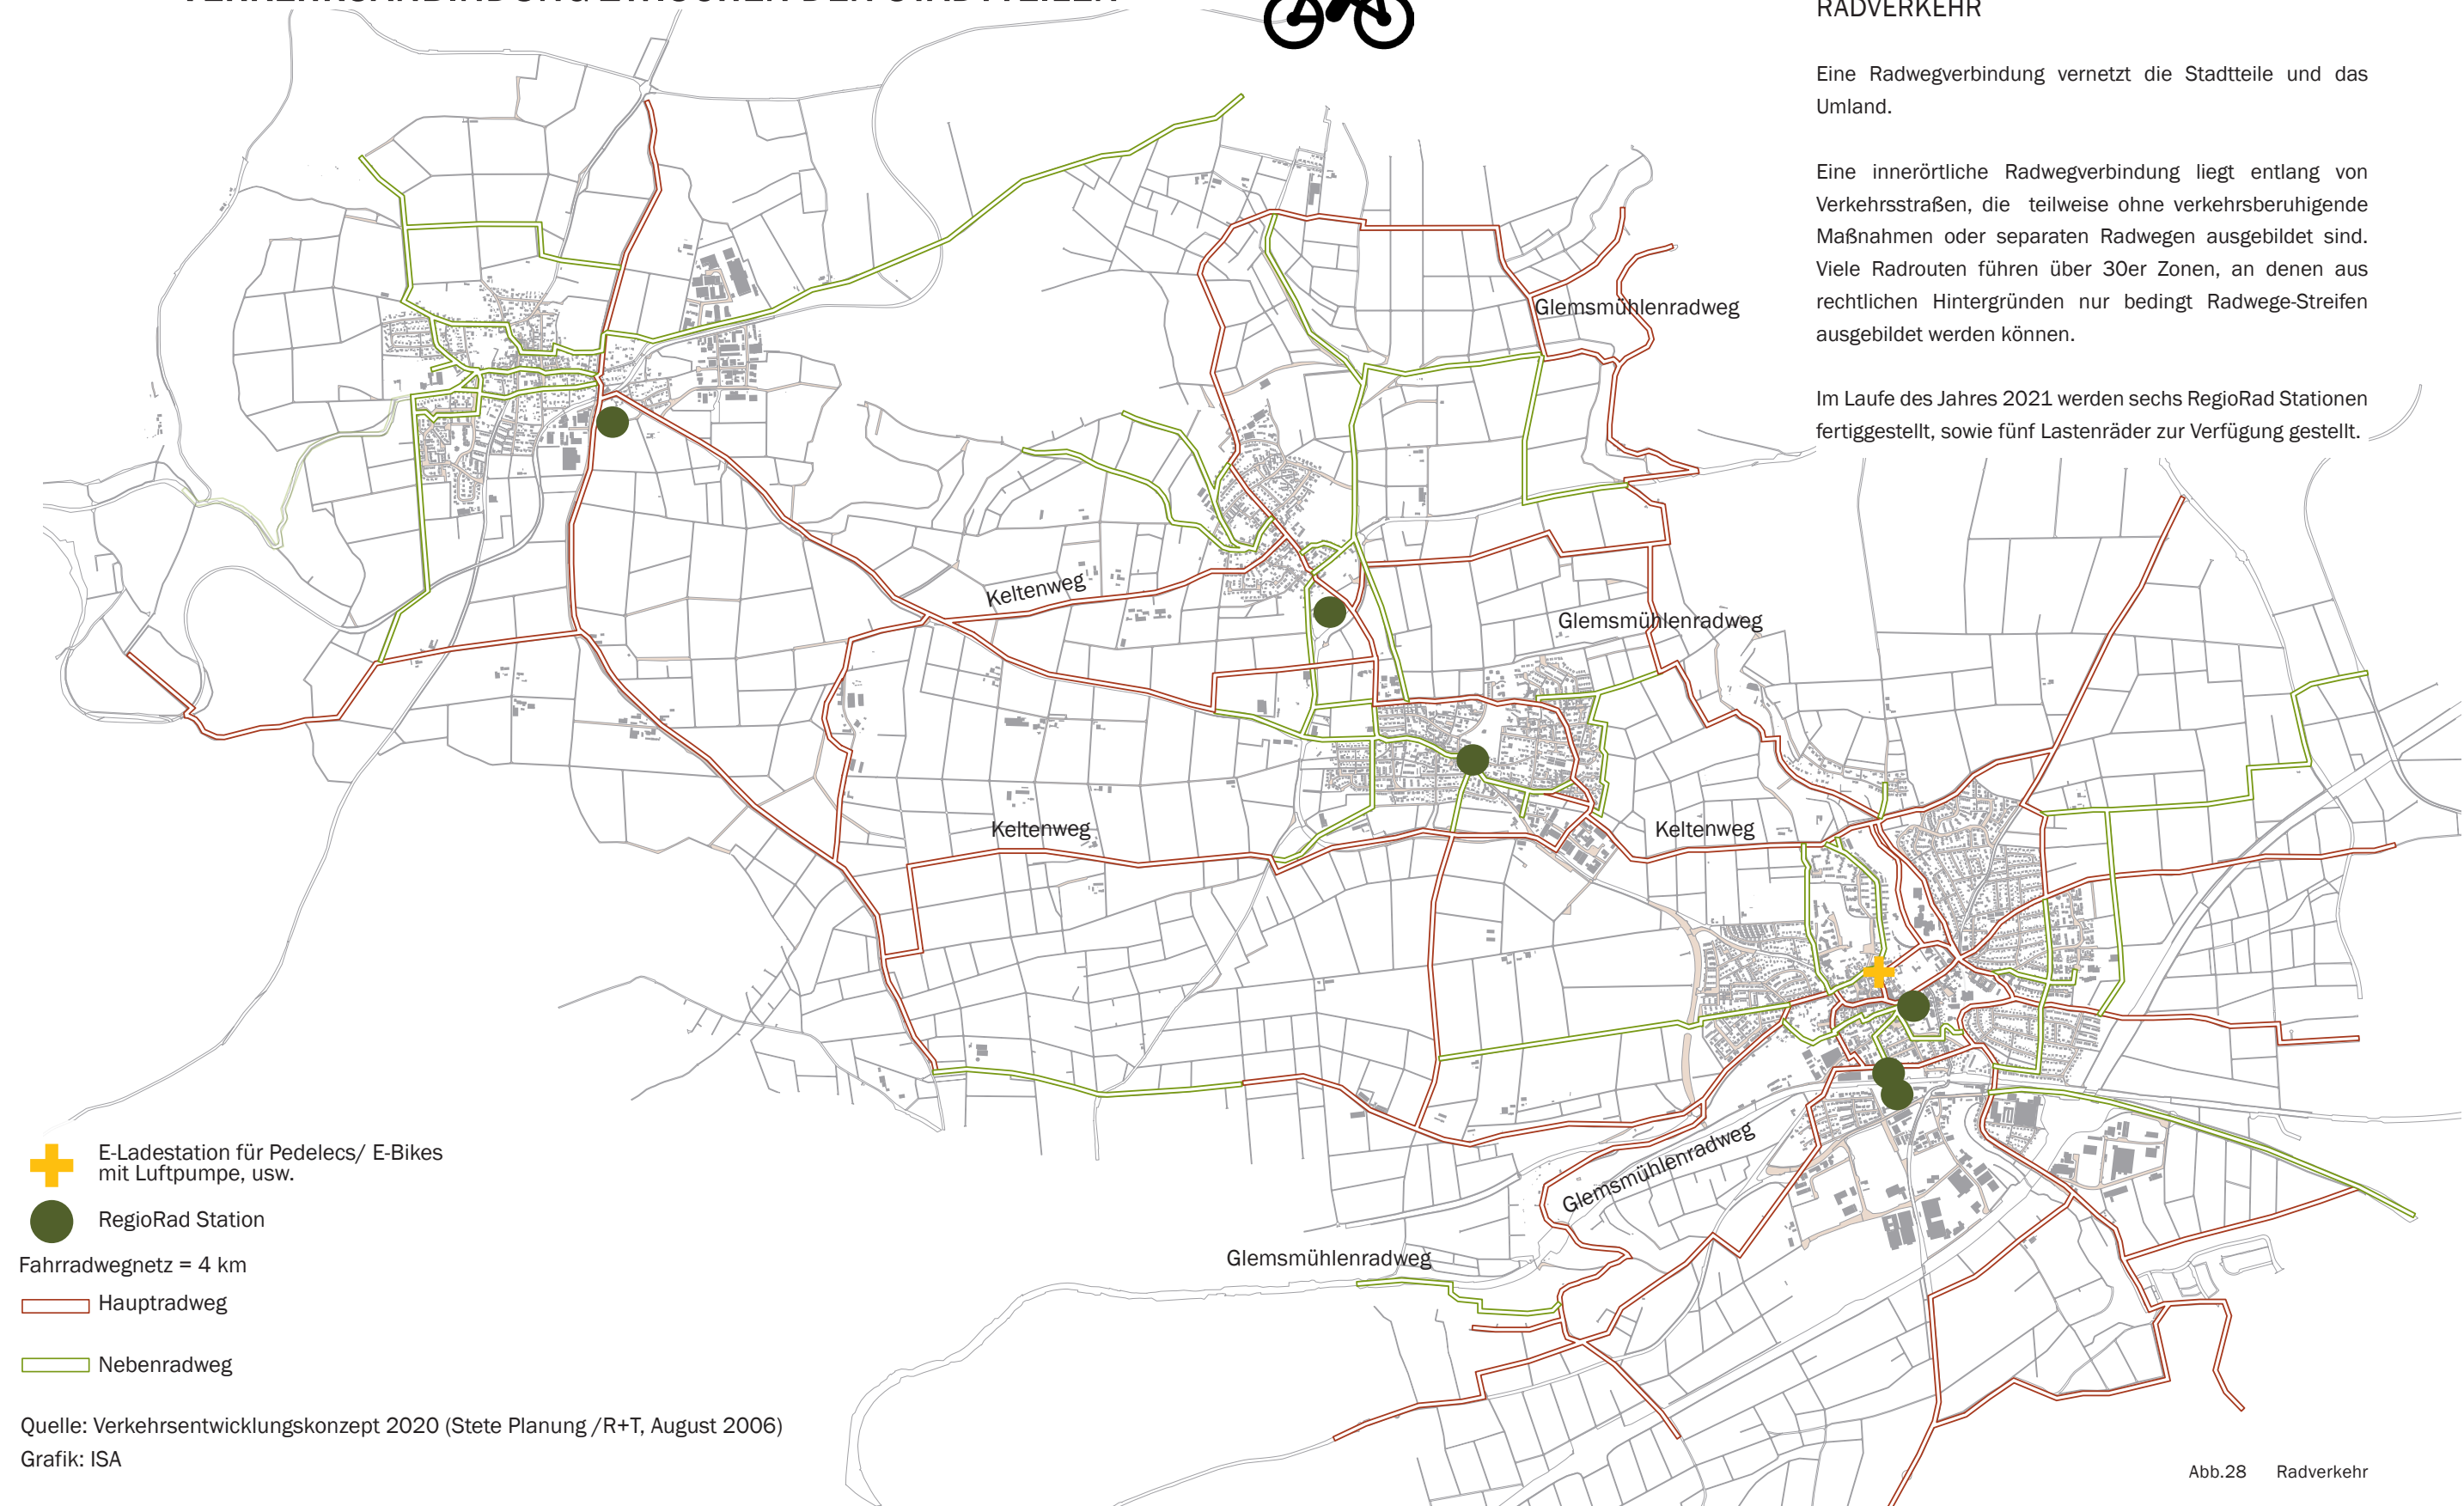 VERKEHRSANBINDUNG ZWISCHEN DEN STADTTEILEN
RADVERKEHR
Eine Radwegverbindung vernetzt die Stadtteile und das
Umland.
Eine innerörtliche Radwegverbindung liegt entlang von
Verkehrsstraßen, die teilweise ohne verkehrsberuhigende
Maßnahmen oder separaten Radwegen ausgebildet sind.
Viele Radrouten führen über 30er Zonen, an denen aus
rechtlichen Hintergründen nur bedingt Radwege-Streifen
ausgebildet werden können.
Im Laufe des Jahres 2021 werden sechs RegioRad Stationen
fertiggestellt, sowie fünf Lastenräder zur Verfügung gestellt.
Glemsmühlenradweg
Keltenweg
Glemsmühlenradweg
Keltenweg
Keltenweg
Glemsmühlenradweg
Glemsmühlenradweg
E-Ladestation für Pedelecs/ E-Bikes
mit Luftpumpe, usw.
RegioRad Station
Fahrradwegnetz = 4 km
Hauptradweg
Nebenradweg
Quelle: Verkehrsentwicklungskonzept 2020 (Stete Planung /R+T, August 2006)
Grafik: ISA
Abb.28 Radverkehr